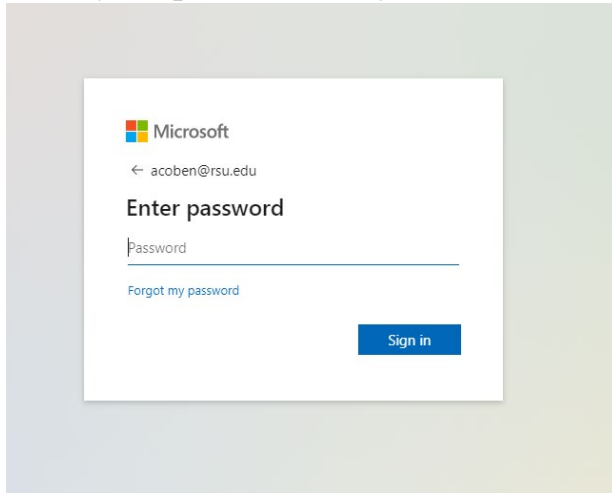 Microsoft
← acoben@rsu.edu
Enter password
Password
Forgot my password
Sign in